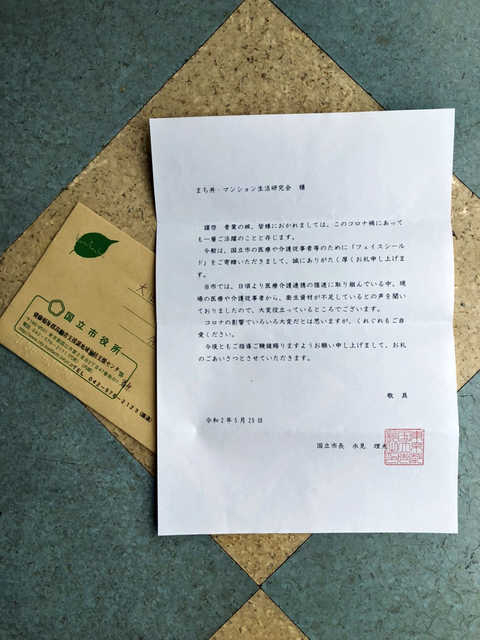 まち丼・マンション生活研究会 様
謹啓 青葉の候、皆様におかれましては、このコロナ禍にあって
も一層ご活躍のことと存じます。
今般は、国立市の医療や介護従事者等のために『フェイスシール
ド』をご寄贈いただきまして、誠にありがたく厚くお礼申し上げま
す。
当市では、日頃より医療介護連携の推進に取り組んでいる中、現
場の医療や介護従事者から、衛生資材が不足しているとの声を聞い
ておりましたので、大変役立っているところでございます。
コロナの影響でいろいろ大変だとは思いますが、くれぐれもご自
愛ください。
今後ともご指導ご鞭撻賜りますようお願い申し上げまして、お礼
のごあいさつとさせていただきます。
敬 具
令和2年5月25日
国立市長 永見 理夫
国立市役所
TEL 042-576-2123